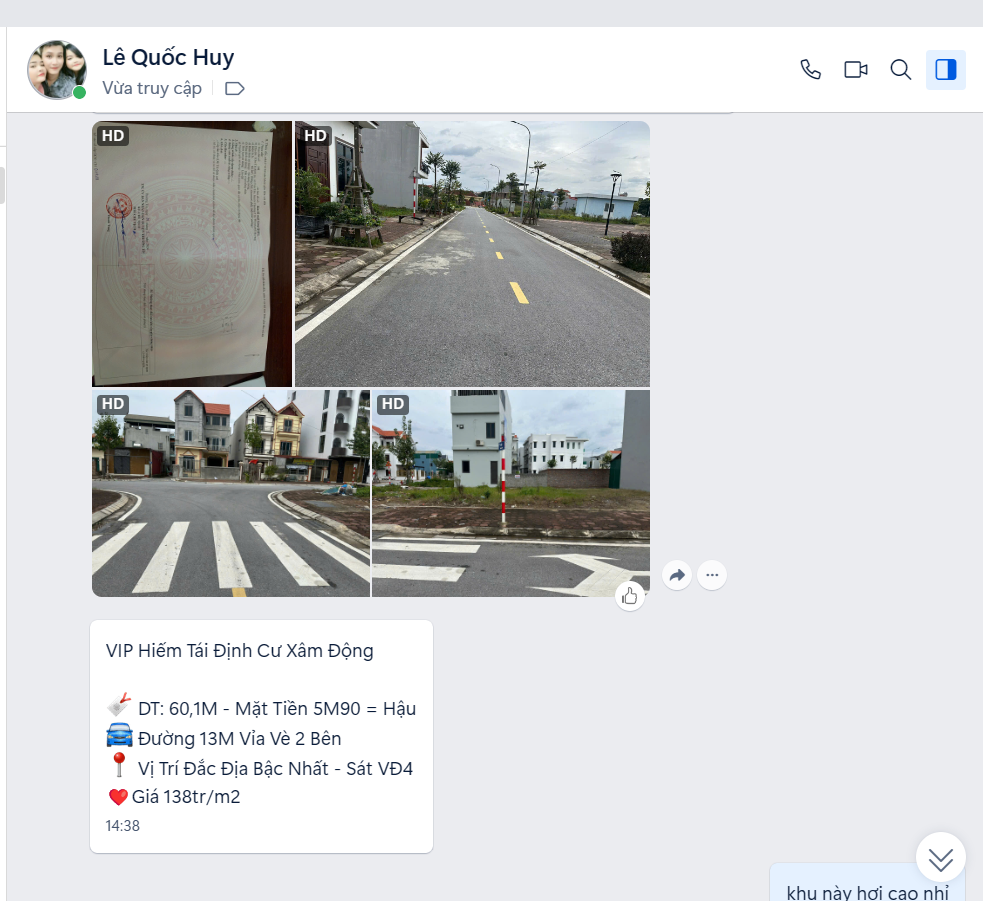 Lê Quốc Huy
Vừa truy cập
HD
HD
HD
HD
VIP Hiếm Tái Định Cư Xâm Động
DT: 60,1M - Mặt Tiền 5M90 = Hậu
Đường 13M Vỉa Vè 2 Bên
Vị Trí Đắc Địa Bậc Nhất - Sát VĐ4
Giá 138tr/m2
14:38
khu này hơi cao nhỉ